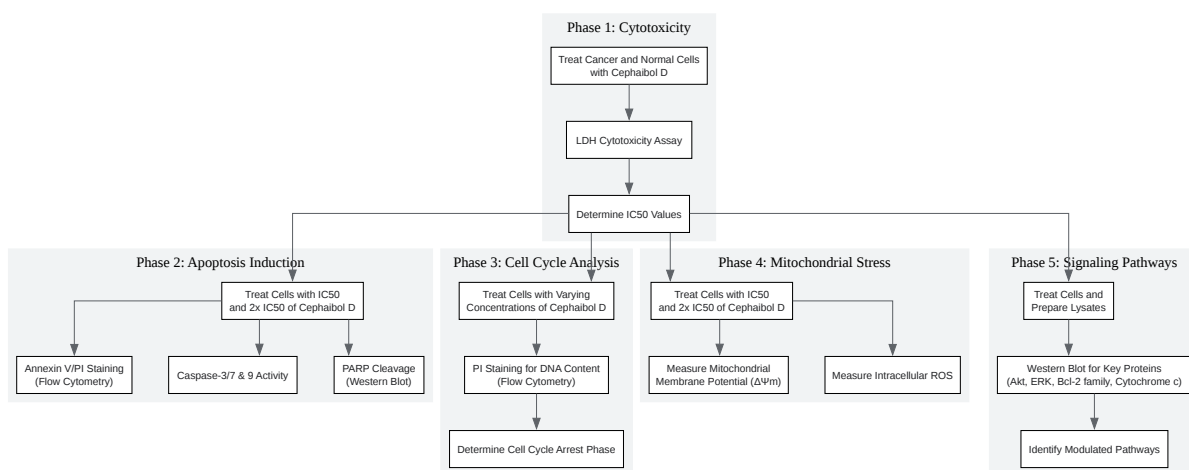 Phase 1: Cytotoxicity
Treat Cancer and Normal Cells
with Cephaibol D
LDH Cytotoxicity Assay
Determine IC50 Values
Phase 2: Apoptosis Induction
Treat Cells with IC50
and 2x IC50 of Cephaibol D
Annexin V/PI Staining
(Flow Cytometry)
Caspase-3/7 & 9 Activity
PARP Cleavage
(Western Blot)
Phase 3: Cell Cycle Analysis
Treat Cells with Varying
Concentrations of Cephaibol D
PI Staining for DNA Content
(Flow Cytometry)
Determine Cell Cycle Arrest Phase
Phase 4: Mitochondrial Stress
Treat Cells with IC50
and 2x IC50 of Cephaibol D
Measure Mitochondrial
Membrane Potential (ΔΨm)
Measure Intracellular ROS
Phase 5: Signaling Pathways
Treat Cells and
Prepare Lysates
Western Blot for Key Proteins
(Akt, ERK, Bcl-2 family, Cytochrome c)
Identify Modulated Pathways